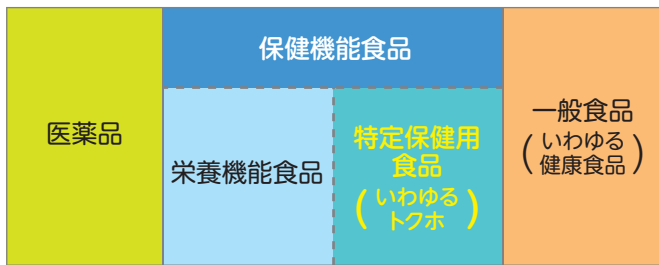 医薬品
保健機能食品
栄養機能食品
特定保健用
食品
(いわゆる
トクホ)
一般食品
(いわゆる
健康食品)